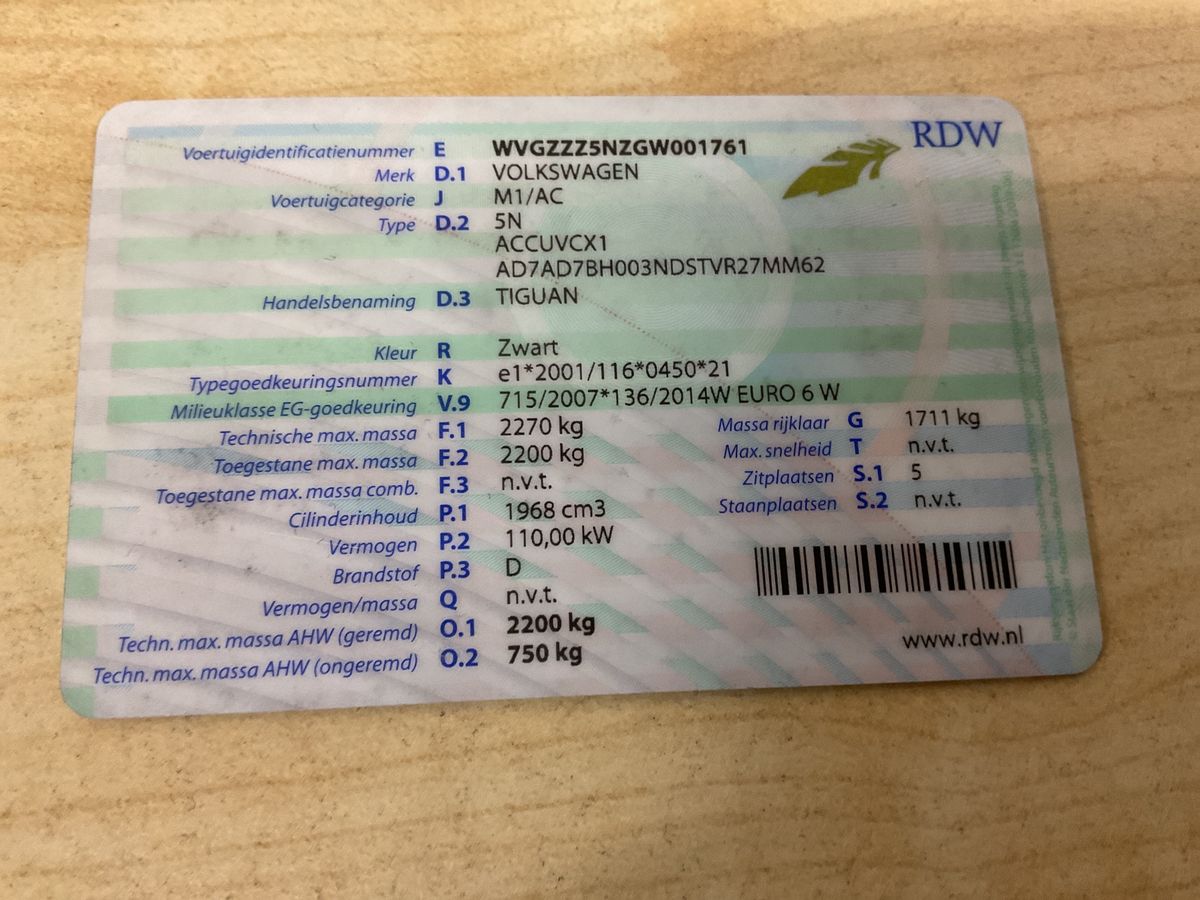 RDW
Voertuigidentificatienummer E WVGZZZ5NZGW001761
Merk D.1 VOLKSWAGEN
Voertuigcategorie J M1/AC
Type D.2 5N
ACCUVCX1
AD7AD7BH003NDSTVR27MM62
Handelsbenaming D.3 TIGUAN
Kleur R Zwart
Typegoedkeuringsnummer K e1*2001/116*0450*21
Milieuklasse EG-goedkeuring V.9 715/2007*136/2014W EURO 6 W
Technische max. massa F.1 2270 kg
Toegestane max. massa F.2 2200 kg
Toegestane max. massa comb. F.3 n.v.t.
Cilinderinhoud P.1 1968 cm3
Vermogen P.2 110,00 kW
Brandstof P.3 D
Vermogen/massa Q n.v.t.
Techn. max. massa AHW (geremd) O.1 2200 kg
Techn. max. massa AHW (ongeremd) O.2 750 kg
Massa rijklaar G 1711 kg
Max. snelheid T n.v.t.
Zitplaatsen S.1 5
Staanplaatsen S.2 n.v.t.
www.rdw.nl